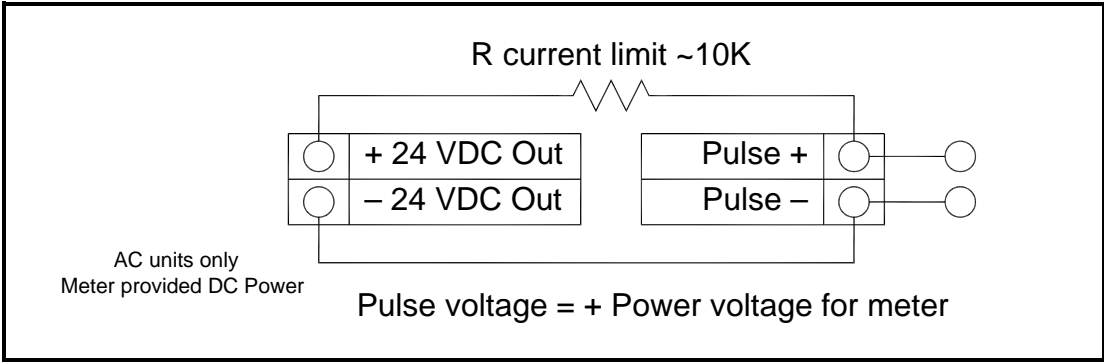 R current limit ~10K
+ 24 VDC Out
Pulse +
– 24 VDC Out
Pulse –
AC units only
Meter provided DC Power
Pulse voltage = + Power voltage for meter